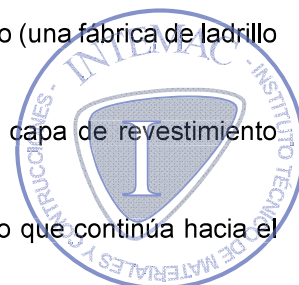 o (una fábrica de ladrillo
capa de revestimiento
o que continúa hacia el
INTEMAC - INSTITUTO TÉCNICO DE MATERIALES Y CONSTRUCCIONES -